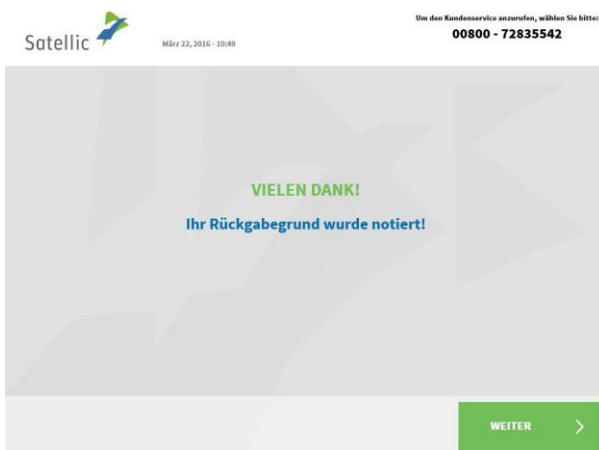 Satellic
März 22, 2016 - 10:49
Um den Kundenservice anzurufen, wählen Sie bitte:
00800 - 72835542
VIELEN DANK!
Ihr Rückgabegrund wurde notiert!
WEITER